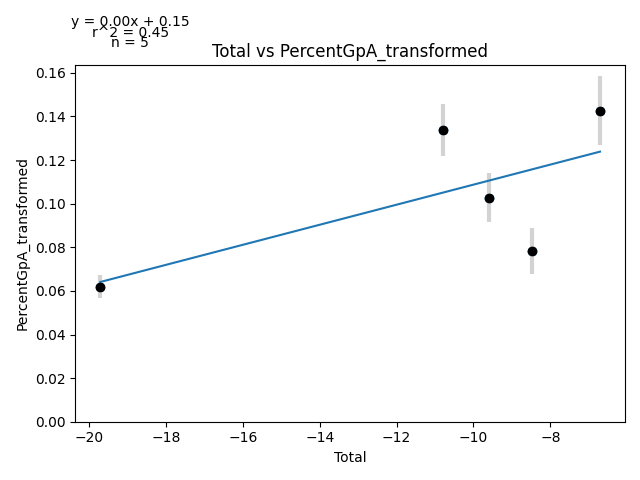 y = 0.00x + 0.15
r^2 = 0.45
n = 5
Total vs PercentGpA_transformed
0.16
0.14
0.12
0.10
0.08
0.06
0.04
0.02
0.00
PercentGpA_transformed
−20
−18
−16
−14
−12
−10
−8
Total